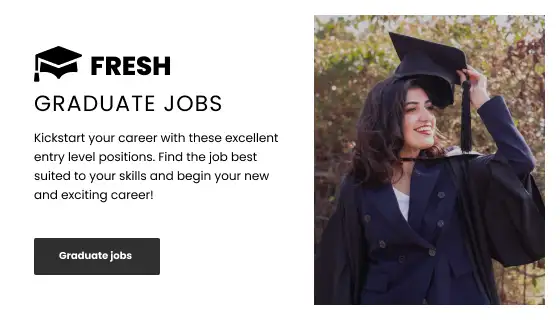 FRESH
GRADUATE JOBS
Kickstart your career with these excellent
entry level positions. Find the job best
suited to your skills and begin your new
and exciting career!
Graduate jobs